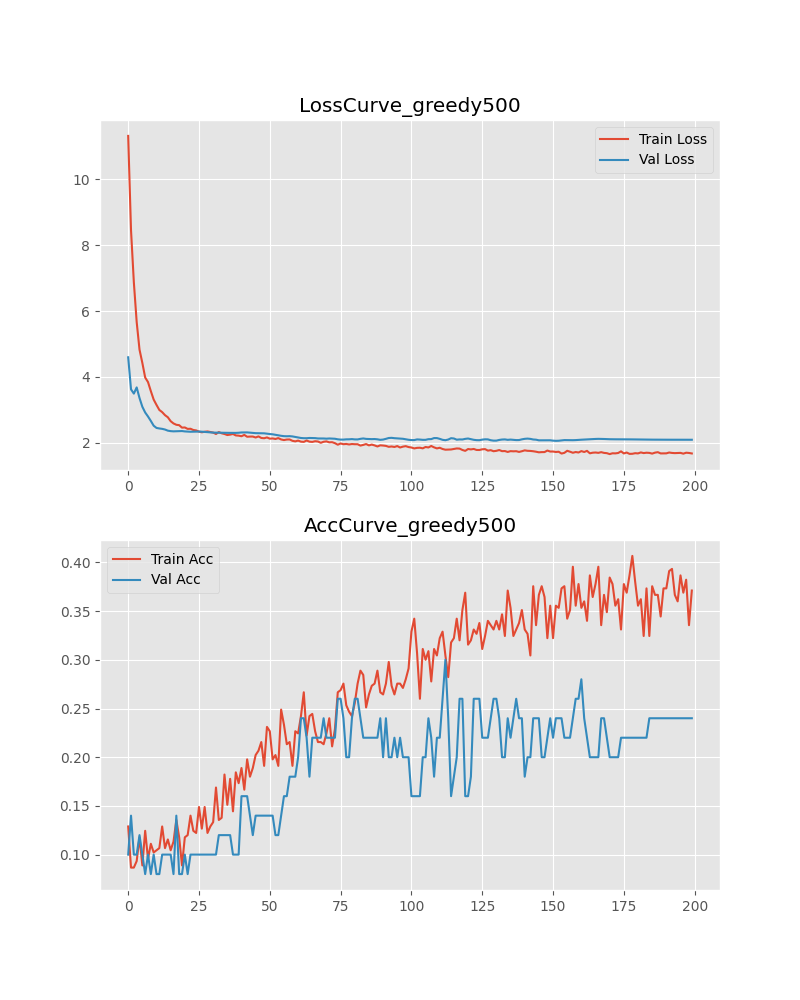 LossCurve_greedy500
Train Loss
Val Loss
10
8
6
4
2
0 25 50 75 100 125 150 175 200
AccCurve_greedy500
Train Acc
Val Acc
0.40
0.35
0.30
0.25
0.20
0.15
0.10
0 25 50 75 100 125 150 175 200